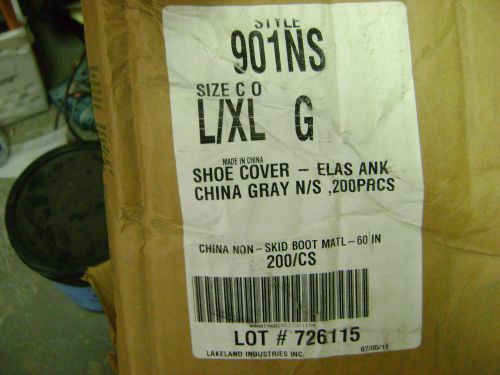 STYLE
901NS
SIZE C O
L/XL G
MADE IN CHINA
SHOE COVER - ELAS ANK
CHINA GRAY N/S ,200PRCS
CHINA NON-SKID BOOT MATL-60 IN
200/CS
LOT # 726115
LAKELAND INDUSTRIES INC.
07/05/11